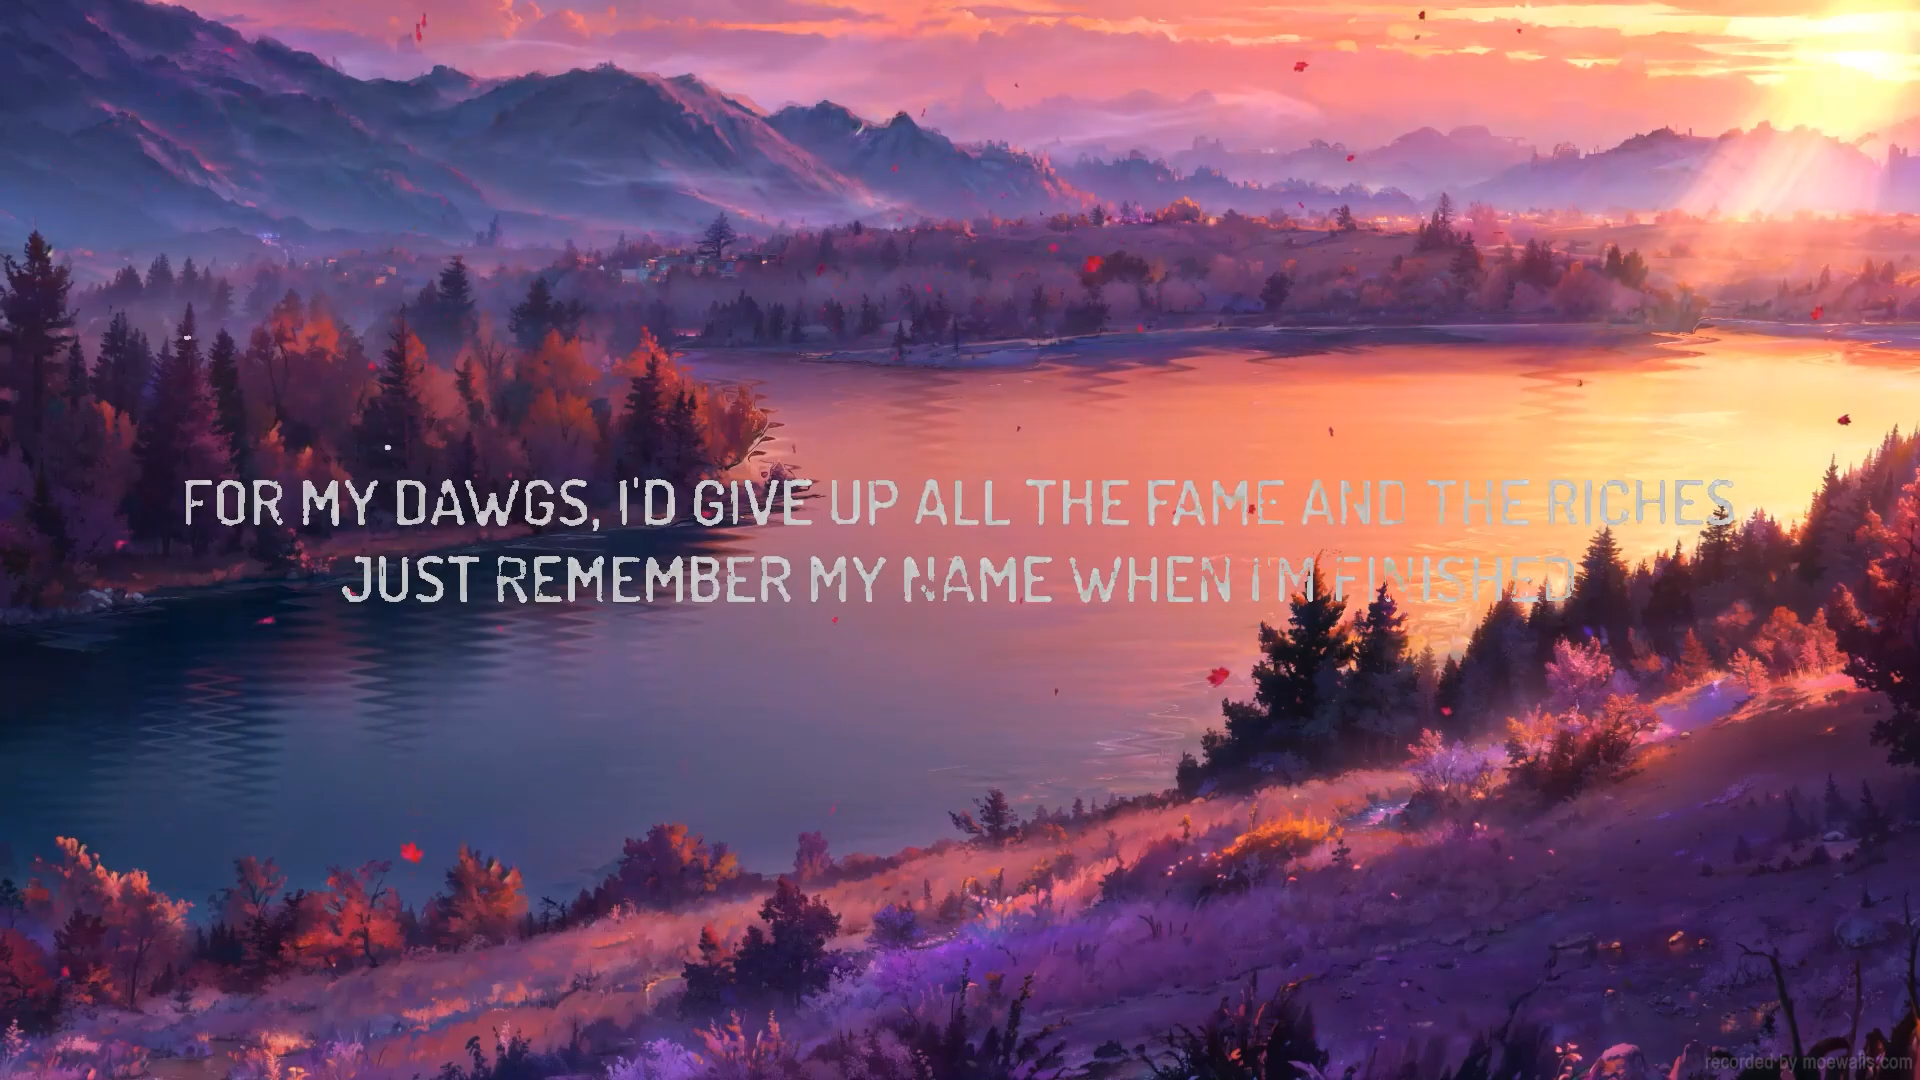 FOR MY DAWGS, I'D GIVE UP ALL THE FAME AND THE RICHES
JUST REMEMBER MY NAME WHEN I'M FINISHED
recorded by moewalls.com